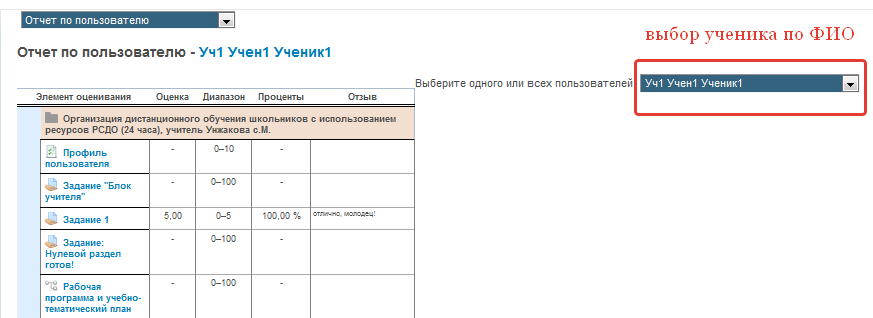 Отчет по пользователю
выбор ученика по ФИО
Отчет по пользователю - Уч1 Учен1 Ученик1
Выберите одного или всех пользователей Уч1 Учен1 Ученик1
Элемент оценивания Оценка Диапазон Проценты Отзыв
Организация дистанционного обучения школьников с использованием
ресурсов РСДО (24 часа), учитель Унжакова с.М.
Профиль - 0–10 -
пользователя
Задание "Блок - 0–100 -
учителя"
Задание 1 5,00 0–5 100,00 % отлично, молодец!
Задание: - 0–100 -
Нулевой раздел
готов!
Рабочая - 0–100 -
программа и учебно-
тематический план